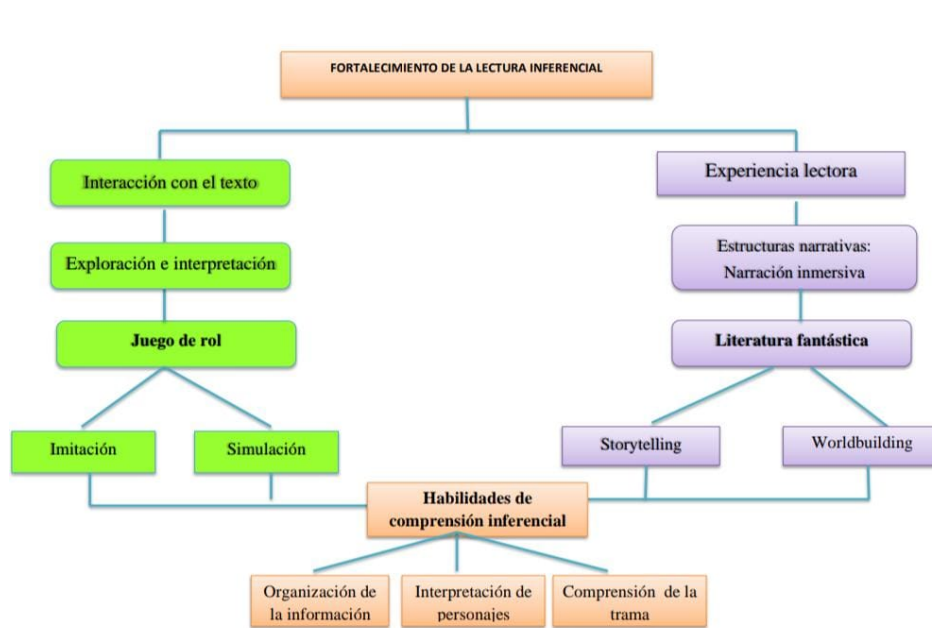 FORTALECIMIENTO DE LA LECTURA INFERENCIAL
Interacción con el texto
Experiencia lectora
Exploración e interpretación
Estructuras narrativas:
Narración inmersiva
Juego de rol
Literatura fantástica
Imitación
Simulación
Storytelling
Worldbuilding
Habilidades de
comprensión inferencial
Organización de
la información
Interpretación de
personajes
Comprensión de la
trama